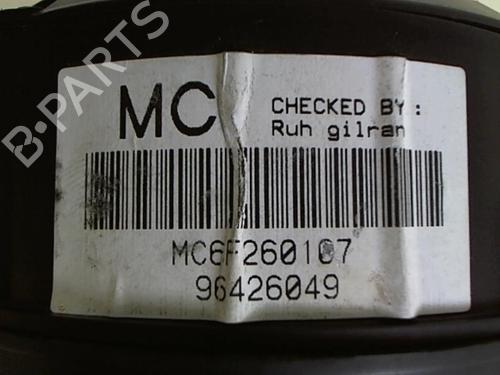 B-PARTS
MC
CHECKED BY :
Ruh gilran
MC6F260107
96426049